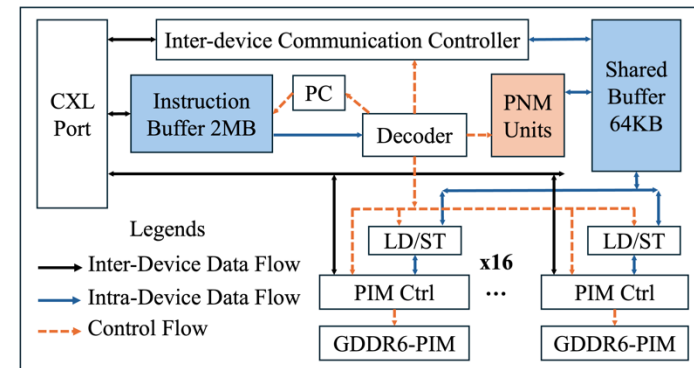 Inter-device Communication Controller
CXL
Port
Instruction
Buffer 2MB
PC
Decoder
PNM
Units
Shared
Buffer
64KB
Legends
Inter-Device Data Flow
Intra-Device Data Flow
Control Flow
LD/ST
x16
LD/ST
PIM Ctrl
...
PIM Ctrl
GDDR6-PIM
GDDR6-PIM